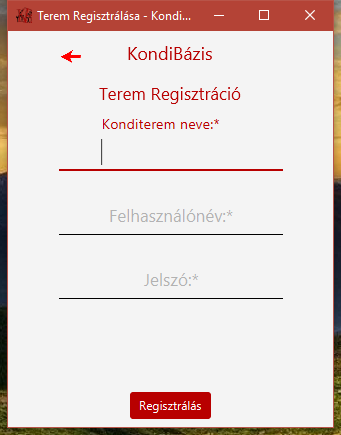 Terem Regisztrálása - Kondi...
KondiBázis
Terem Regisztráció
Konditerem neve:*
Felhasználónév:*
Jelszó:*
Regisztrálás